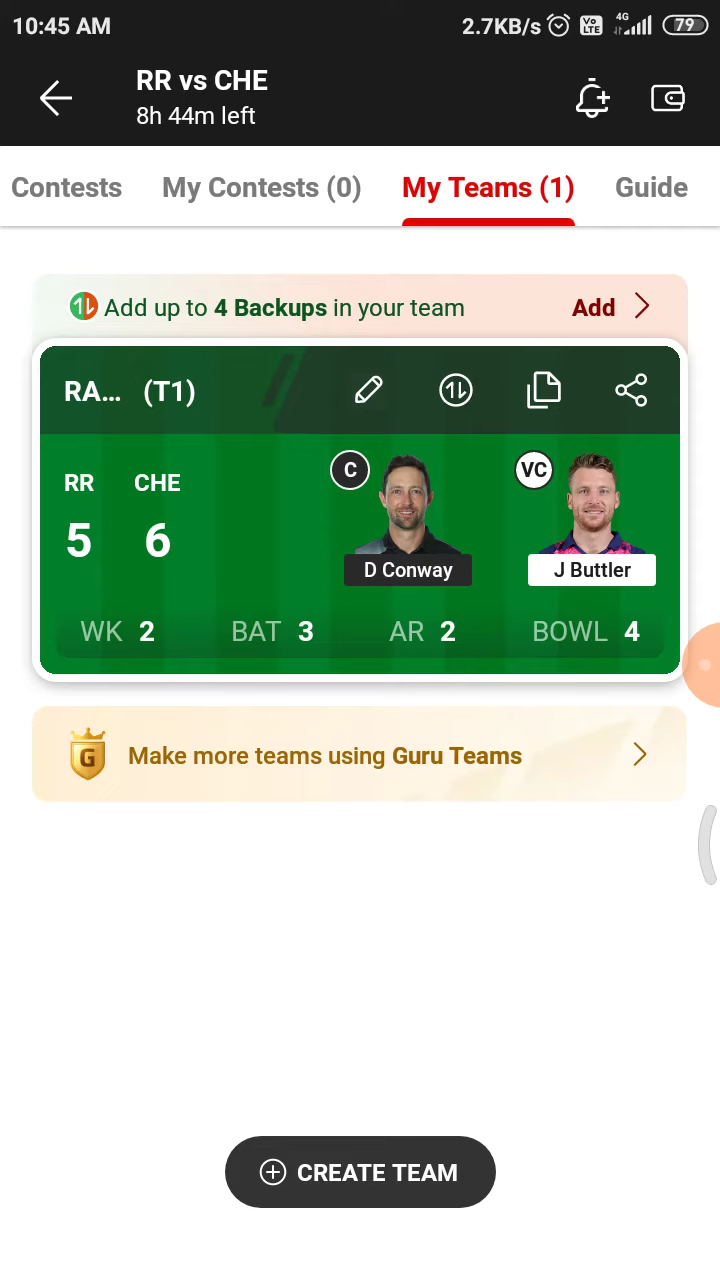 10:45 AM 2.7KB/s Vo LTE 4G 79
RR vs CHE
8h 44m left
Contests My Contests (0) My Teams (1) Guide
Add up to 4 Backups in your team Add
RA... (T1)
C VC
RR CHE
5 6
D Conway J Buttler
WK 2 BAT 3 AR 2 BOWL 4
G Make more teams using Guru Teams
CREATE TEAM